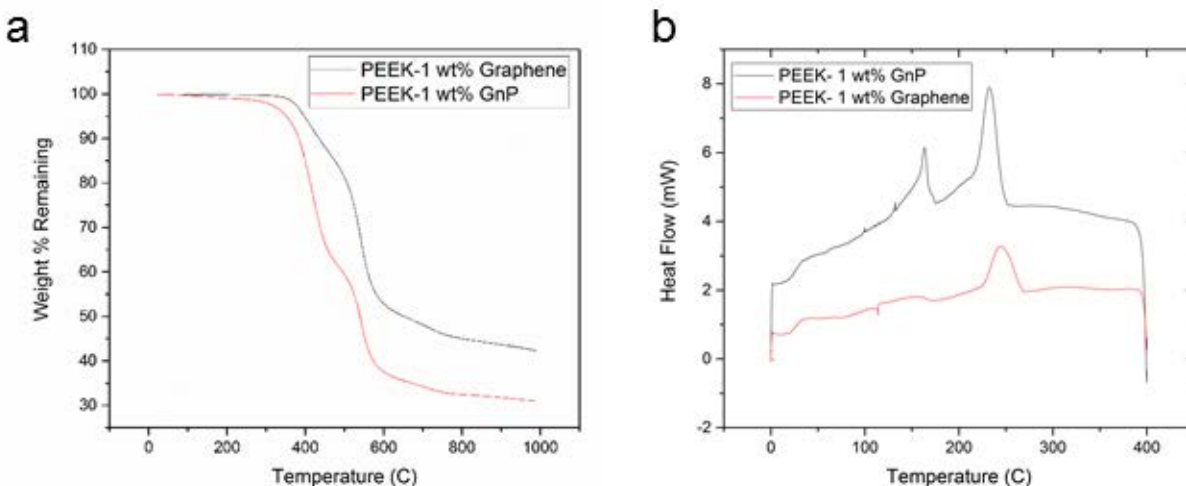 a
110
100
90
80
70
60
50
40
30
Weight % Remaining
PEEK-1 wt% Graphene
PEEK-1 wt% GnP
0 200 400 600 800 1000
Temperature (C)
b
8
6
4
2
0
-2
Heat Flow (mW)
PEEK- 1 wt% GnP
PEEK- 1 wt% Graphene
0 100 200 300 400
Temperature (C)